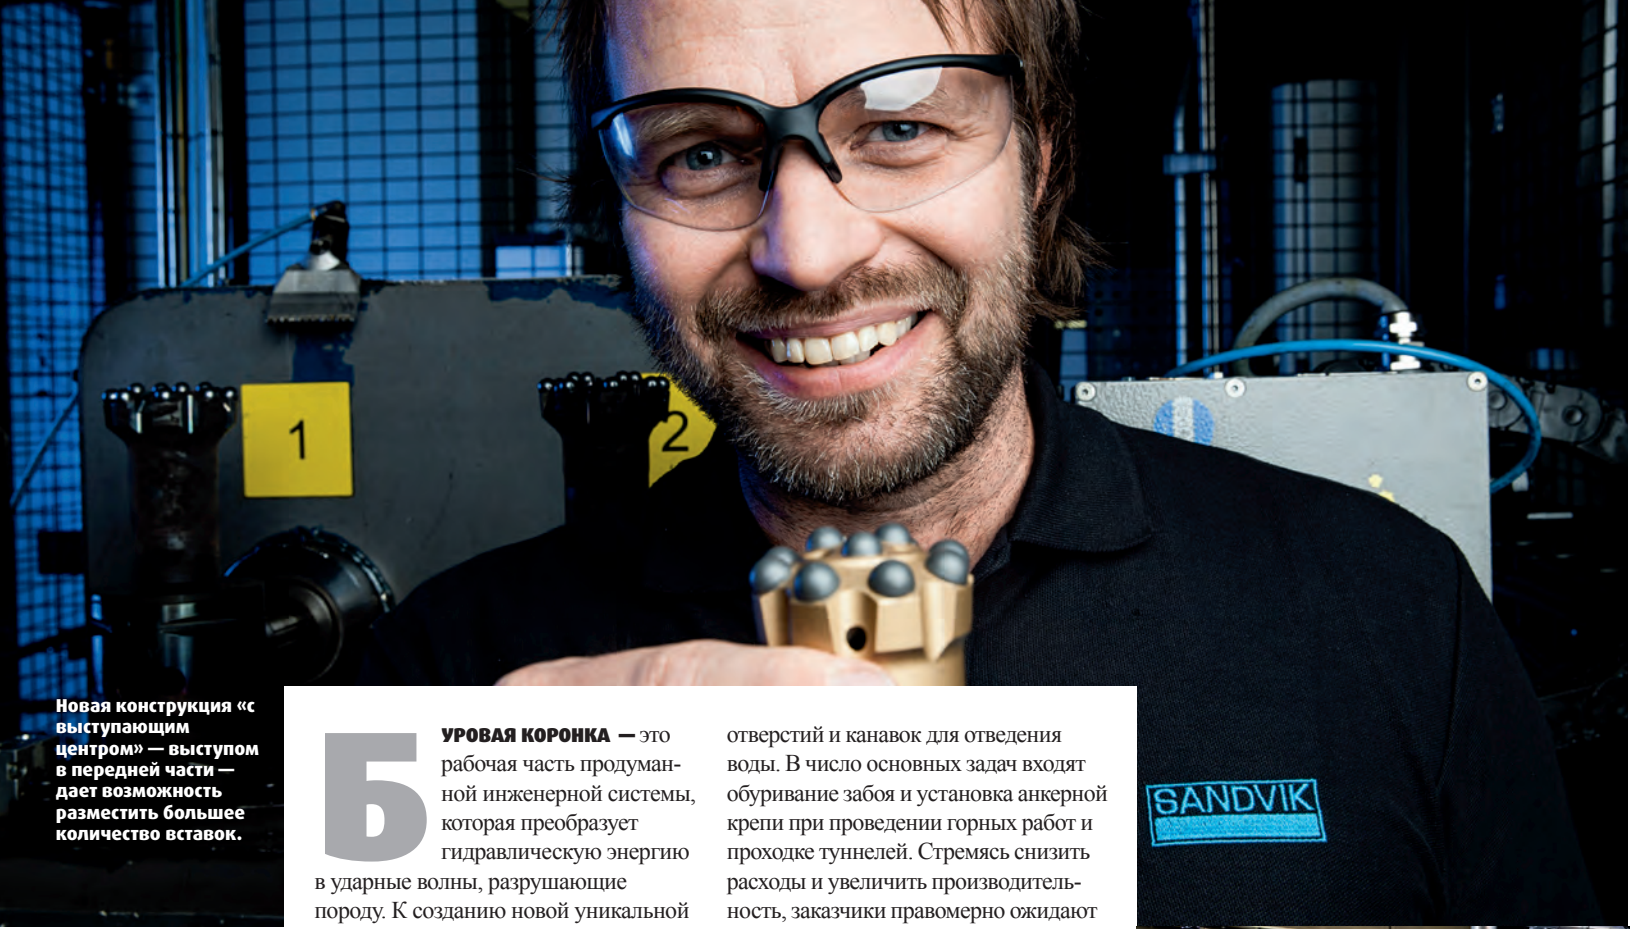 1
2
SANDVIK
Новая конструкция «с
выступающим
центром» — выступом
в передней части —
дает возможность
разместить большее
количество вставок.
БУРОВАЯ КОРОНКА — это
рабочая часть продуман-
ной инженерной системы,
которая преобразует
гидравлическую энергию
в ударные волны, разрушающие
породу. К созданию новой уникальной
отверстий и канавок для отведения
воды. В число основных задач входят
обуривание забоя и установка анкерной
крепи при проведении горных работ и
проходке туннелей. Стремясь снизить
расходы и увеличить производитель-
ность, заказчики правомерно ожидают